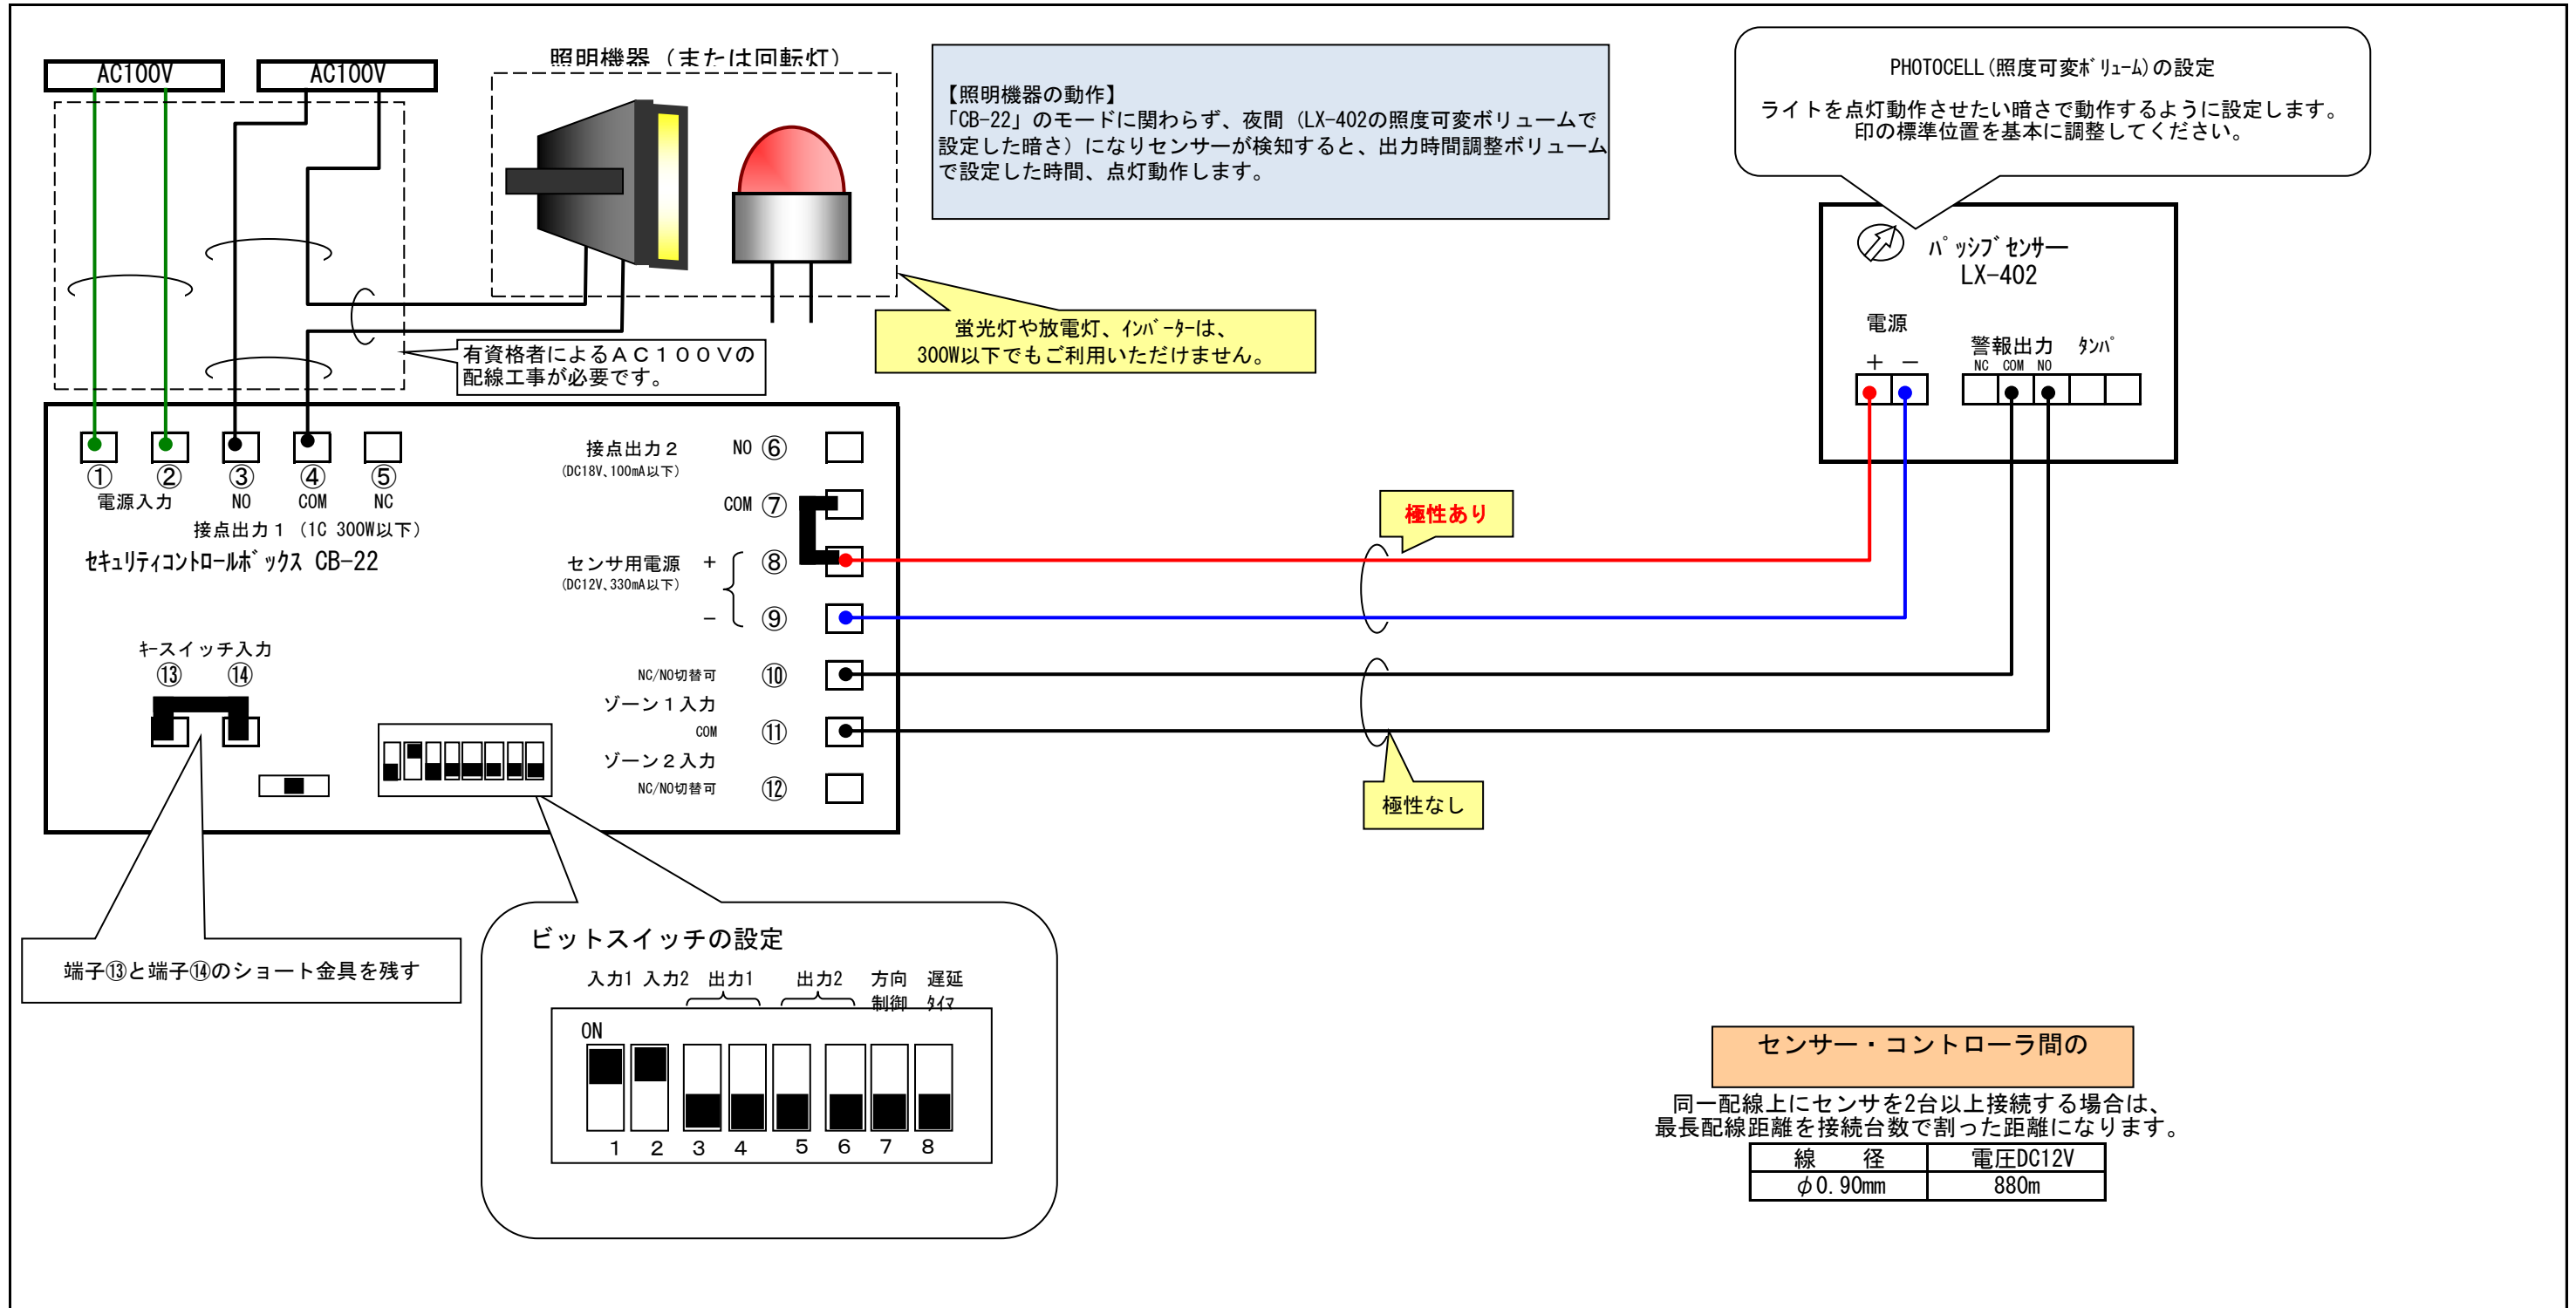 AC100V
AC100V
照明機器（または回転灯）
【照明機器の動作】
「CB-22」のモードに関わらず、夜間（LX-402の照度可変ボリュームで
設定した暗さ）になりセンサーが検知すると、出力時間調整ボリューム
で設定した時間、点灯動作します。
PHOTOCELL(照度可変ﾎﾞﾘｭｰﾑ)の設定
ライトを点灯動作させたい暗さで動作するように設定します。
印の標準位置を基本に調整してください。
ﾊﾟｯｼﾌﾞｾﾝｻｰ
LX-402
電源
＋ －
警報出力 ﾀﾝﾊﾟ
NC COM NO
蛍光灯や放電灯、ｲﾝﾊﾞｰﾀｰは、
300W以下でもご利用いただけません。
有資格者によるＡＣ１００Ｖの
配線工事が必要です。
① ② ③ ④ ⑤
電源入力 NO COM NC
接点出力１（1C 300W以下）
ｾｷｭﾘﾃｨｺﾝﾄﾛｰﾙﾎﾞｯｸｽ CB-22
接点出力２ NO ⑥
(DC18V、100mA以下)
COM ⑦
センサ用電源 + ⑧
(DC12V、330mA以下)
− ⑨
NC/NO切替可 ⑩
ゾーン１入力
COM ⑪
ゾーン２入力
NC/NO切替可 ⑫
ｷｰスイッチ入力
⑬ ⑭
極性あり
極性なし
端子⑬と端子⑭のショート金具を残す
ビットスイッチの設定
入力1 入力2 出力1 出力2 方向 遅延
制御 ﾀｲﾏ
ON
1 2 3 4 5 6 7 8
センサー・コントローラ間の
同一配線上にセンサを2台以上接続する場合は、
最長配線距離を接続台数で割った距離になります。
線　径 電圧DC12V
φ0.90mm 880m